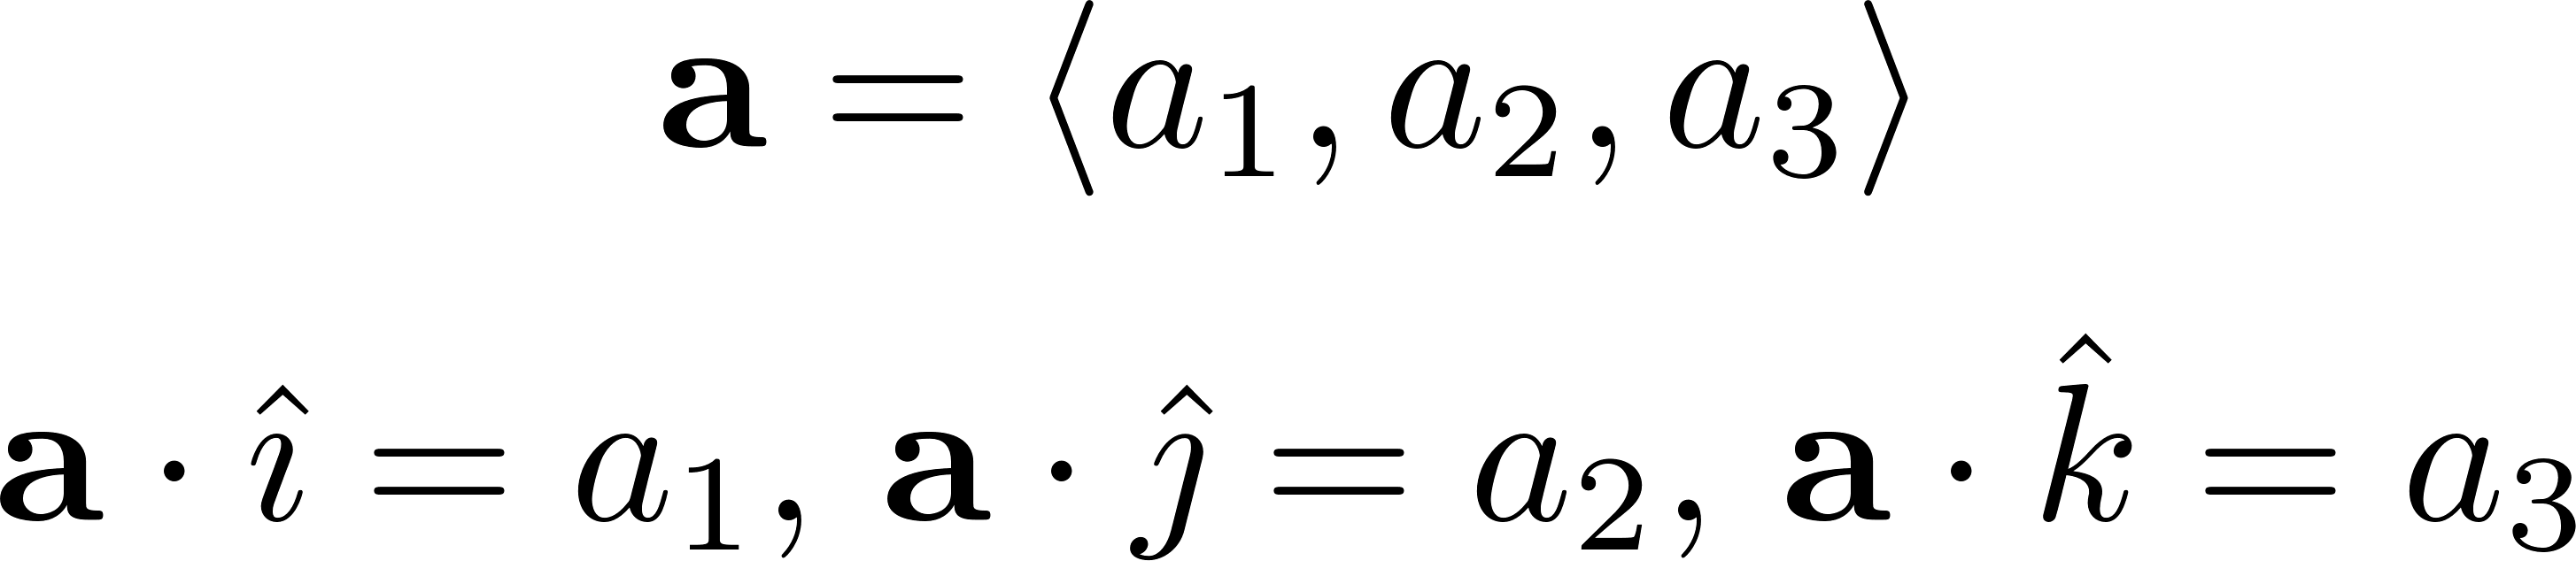 𝐚 = ⟨a₁, a₂, a₃⟩
𝐚 · î = a₁, 𝐚 · ĵ = a₂, 𝐚 · k̂ = a₃